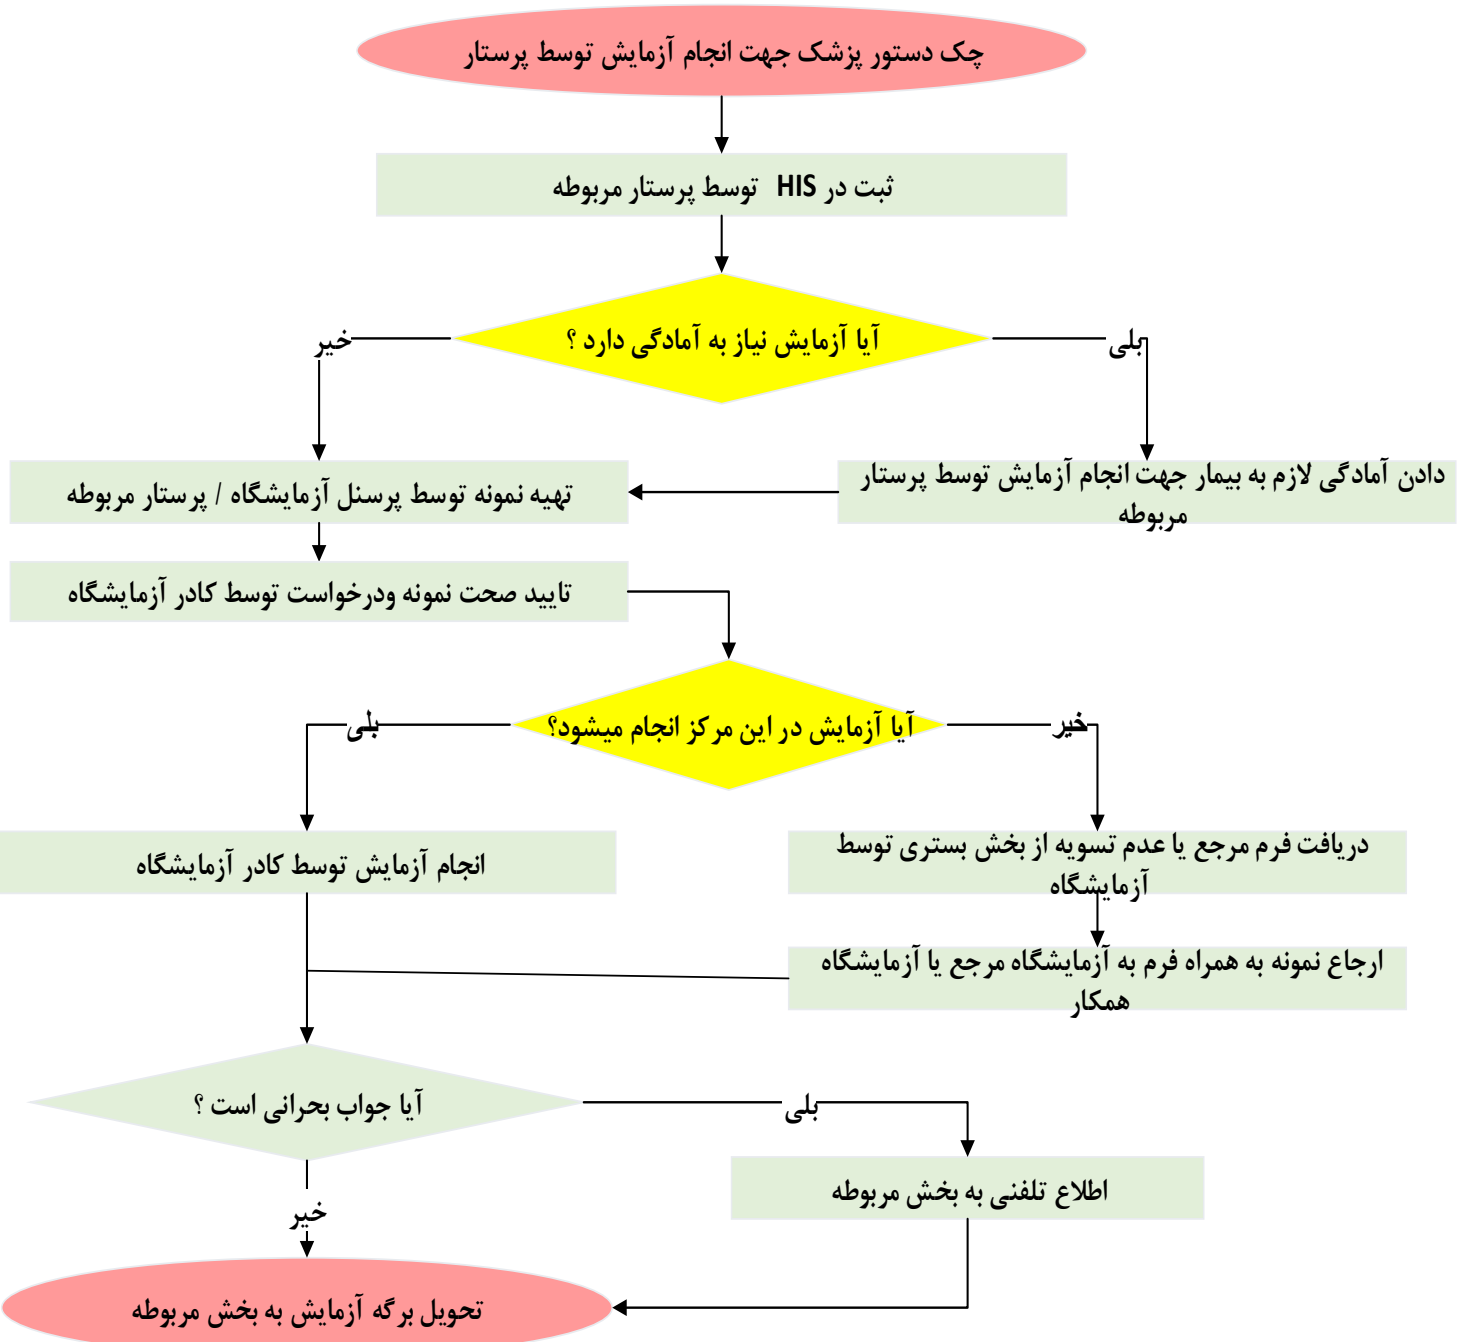 چک دستور پزشک جهت انجام آزمایش توسط پرستار
ثبت در HIS توسط پرستار مربوطه
آیا آزمایش نیاز به آمادگی دارد ؟
بلی
خیر
دادن آمادگی لازم به بیمار جهت انجام آزمایش توسط پرستار
مربوطه
تهیه نمونه توسط پرسنل آزمایشگاه / پرستار مربوطه
تایید صحت نمونه ودرخواست توسط کادر آزمایشگاه
آیا آزمایش در این مرکز انجام میشود؟
خیر
بلی
دریافت فرم مرجع یا عدم تسویه از بخش بستری توسط
آزمایشگاه
انجام آزمایش توسط کادر آزمایشگاه
ارجاع نمونه به همراه فرم به آزمایشگاه مرجع یا آزمایشگاه
همکار
آیا جواب بحرانی است ؟
بلی
اطلاع تلفنی به بخش مربوطه
خیر
تحویل برگه آزمایش به بخش مربوطه